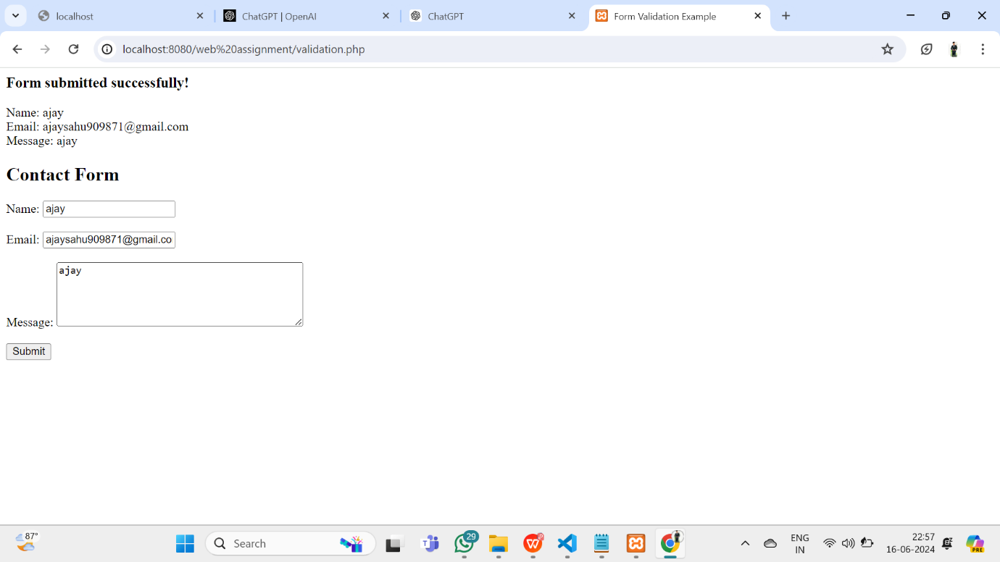 localhost
ChatGPT | OpenAI
ChatGPT
Form Validation Example
localhost:8080/web%20assignment/validation.php
Form submitted successfully!
Name: ajay
Email: ajaysahu909871@gmail.com
Message: ajay
Contact Form
Name: ajay
Email: ajaysahu909871@gmail.co
Message: ajay
Submit
87°
Search
29
ENG
IN
22:57
16-06-2024
PRE